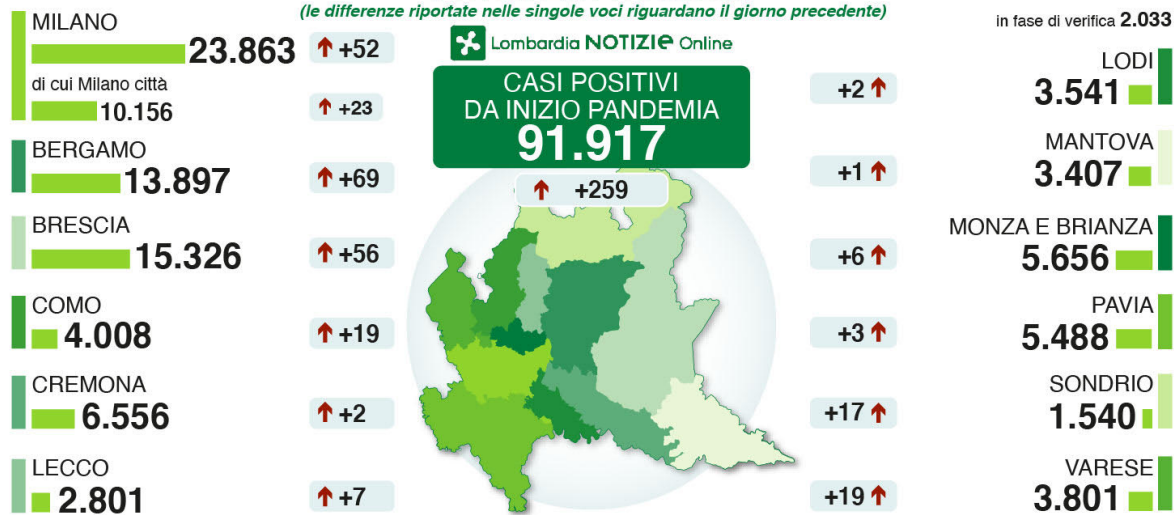 (le differenze riportate nelle singole voci riguardano il giorno precedente)
Lombardia NOTIZIE Online
CASI POSITIVI
DA INIZIO PANDEMIA
91.917
+259
in fase di verifica 2.033
MILANO
23.863 +52
di cui Milano città
10.156 +23
BERGAMO
13.897 +69
BRESCIA
15.326 +56
COMO
4.008 +19
CREMONA
6.556 +2
LECCO
2.801 +7
LODI
+2 3.541
MANTOVA
+1 3.407
MONZA E BRIANZA
+6 5.656
PAVIA
+3 5.488
SONDRIO
+17 1.540
VARESE
+19 3.801